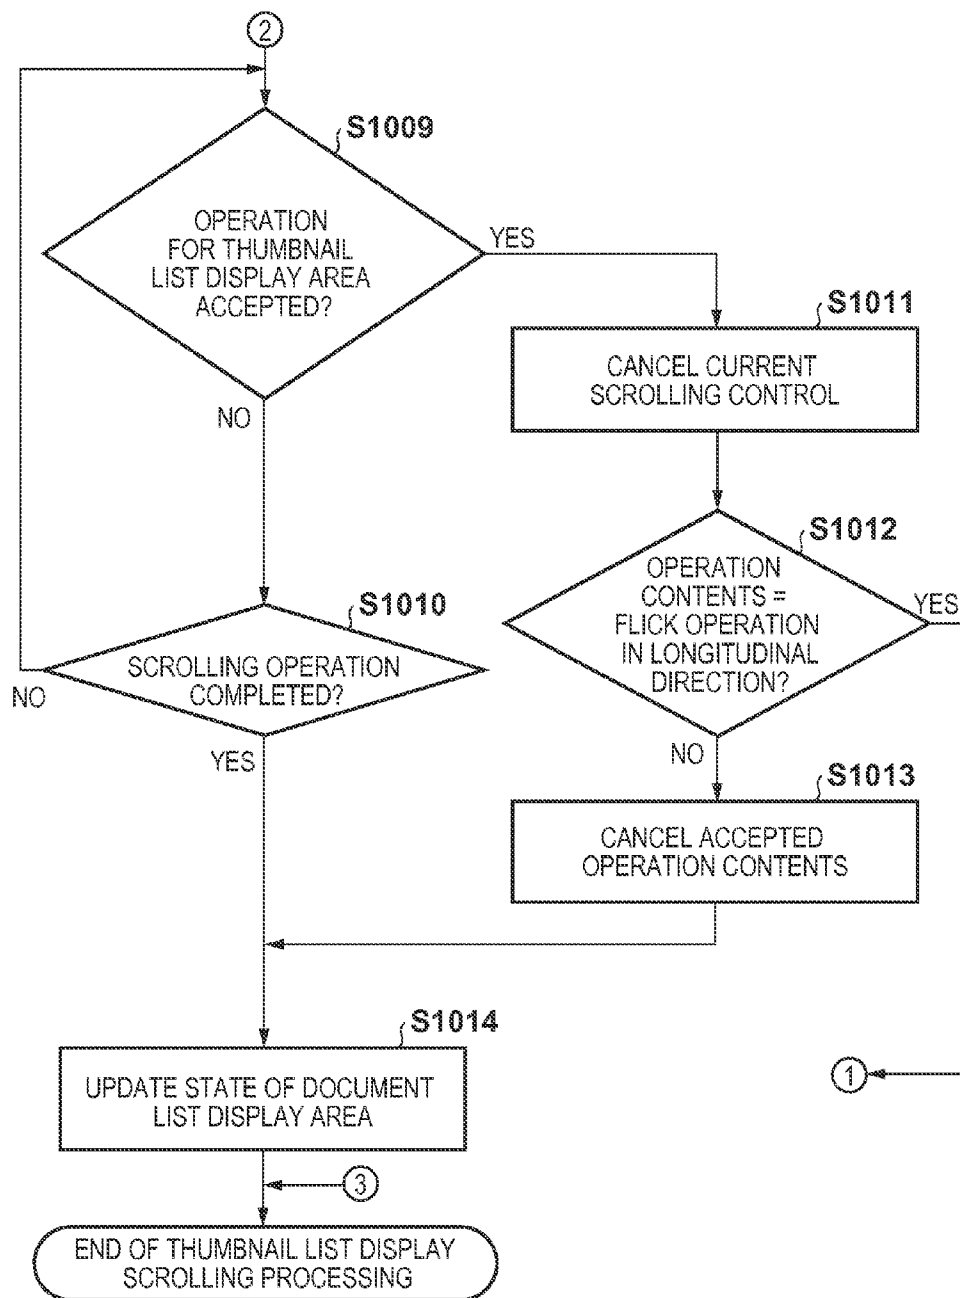 2
S1009
OPERATION
FOR THUMBNAIL
LIST DISPLAY AREA
ACCEPTED?
YES
NO
S1011
CANCEL CURRENT
SCROLLING CONTROL
S1012
OPERATION
CONTENTS =
FLICK OPERATION
IN LONGITUDINAL
DIRECTION?
YES
NO
S1010
SCROLLING OPERATION
COMPLETED?
NO
YES
S1013
CANCEL ACCEPTED
OPERATION CONTENTS
S1014
UPDATE STATE OF DOCUMENT
LIST DISPLAY AREA
1
3
END OF THUMBNAIL LIST DISPLAY
SCROLLING PROCESSING